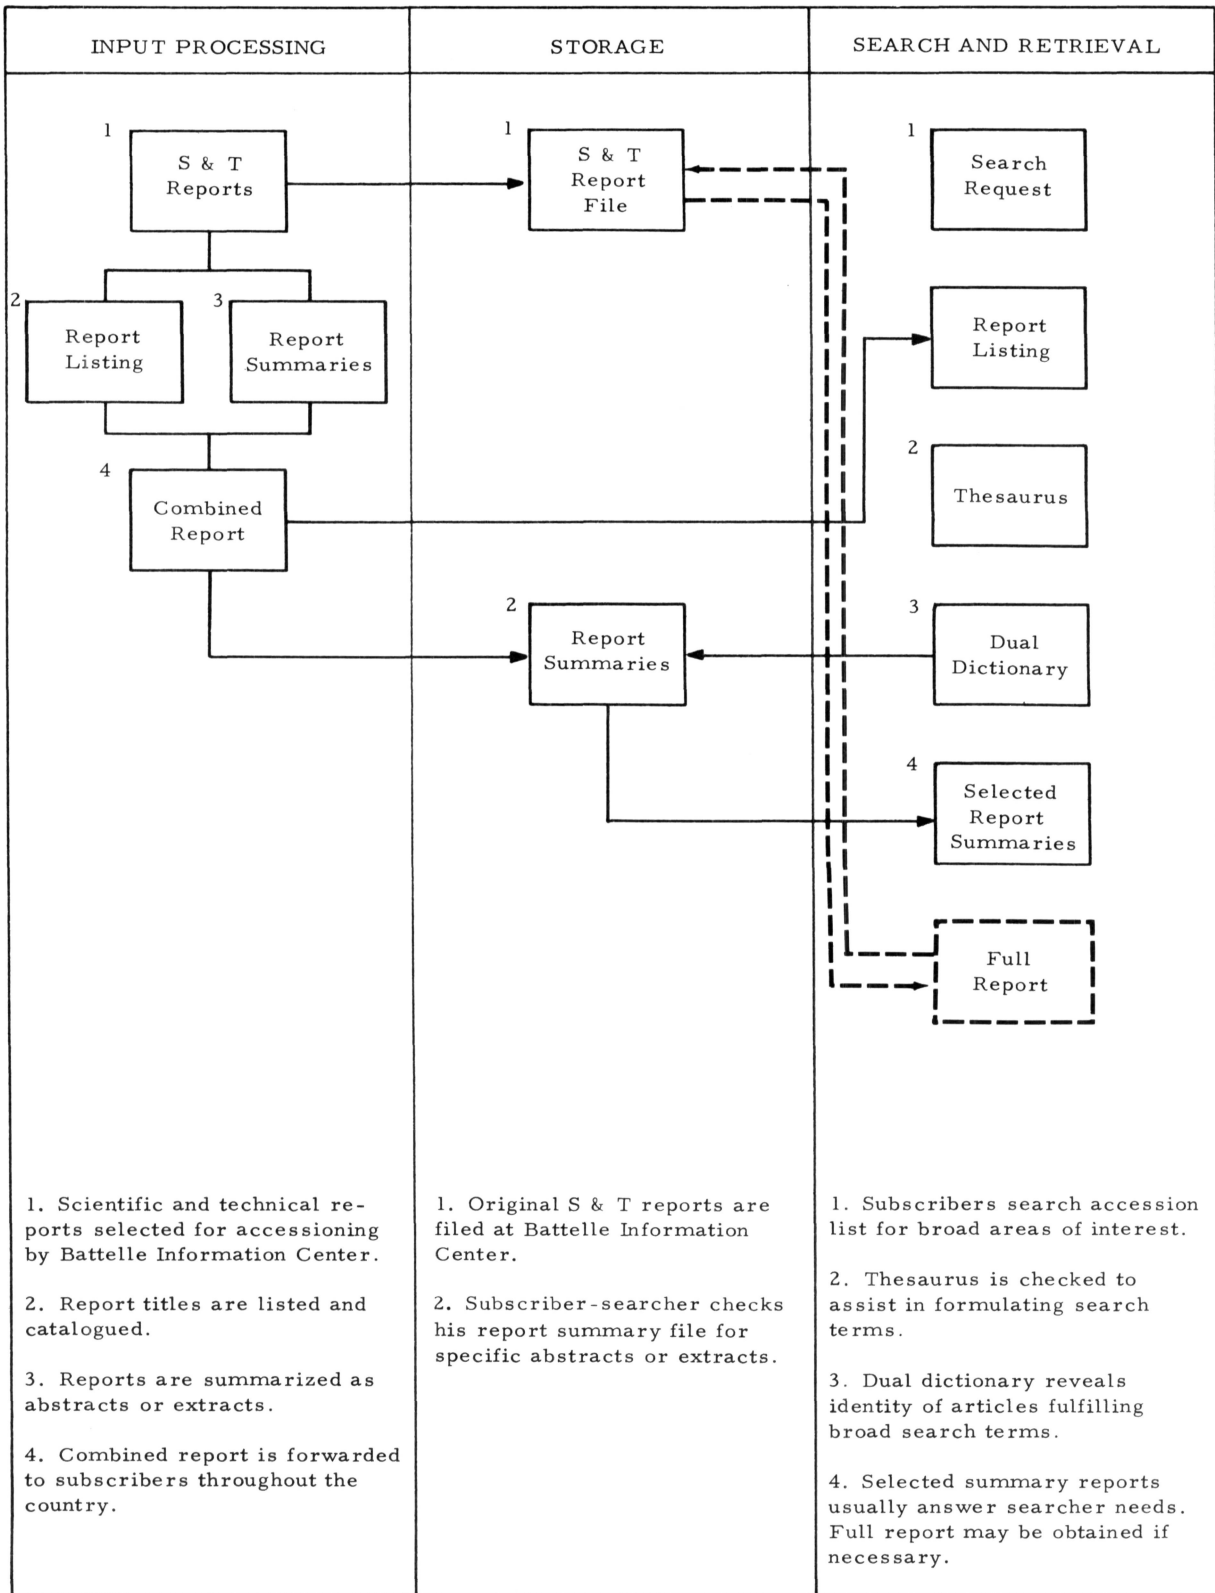 INPUT PROCESSING
STORAGE
SEARCH AND RETRIEVAL
1
S & T
Reports
2
Report
Listing
3
Report
Summaries
4
Combined
Report
1
S & T
Report
File
2
Report
Summaries
1
Search
Request
Report
Listing
2
Thesaurus
3
Dual
Dictionary
4
Selected
Report
Summaries
Full
Report
1. Scientific and technical re-
ports selected for accessioning
by Battelle Information Center.
2. Report titles are listed and
catalogued.
3. Reports are summarized as
abstracts or extracts.
4. Combined report is forwarded
to subscribers throughout the
country.
1. Original S & T reports are
filed at Battelle Information
Center.
2. Subscriber-searcher checks
his report summary file for
specific abstracts or extracts.
1. Subscribers search accession
list for broad areas of interest.
2. Thesaurus is checked to
assist in formulating search
terms.
3. Dual dictionary reveals
identity of articles fulfilling
broad search terms.
4. Selected summary reports
usually answer searcher needs.
Full report may be obtained if
necessary.